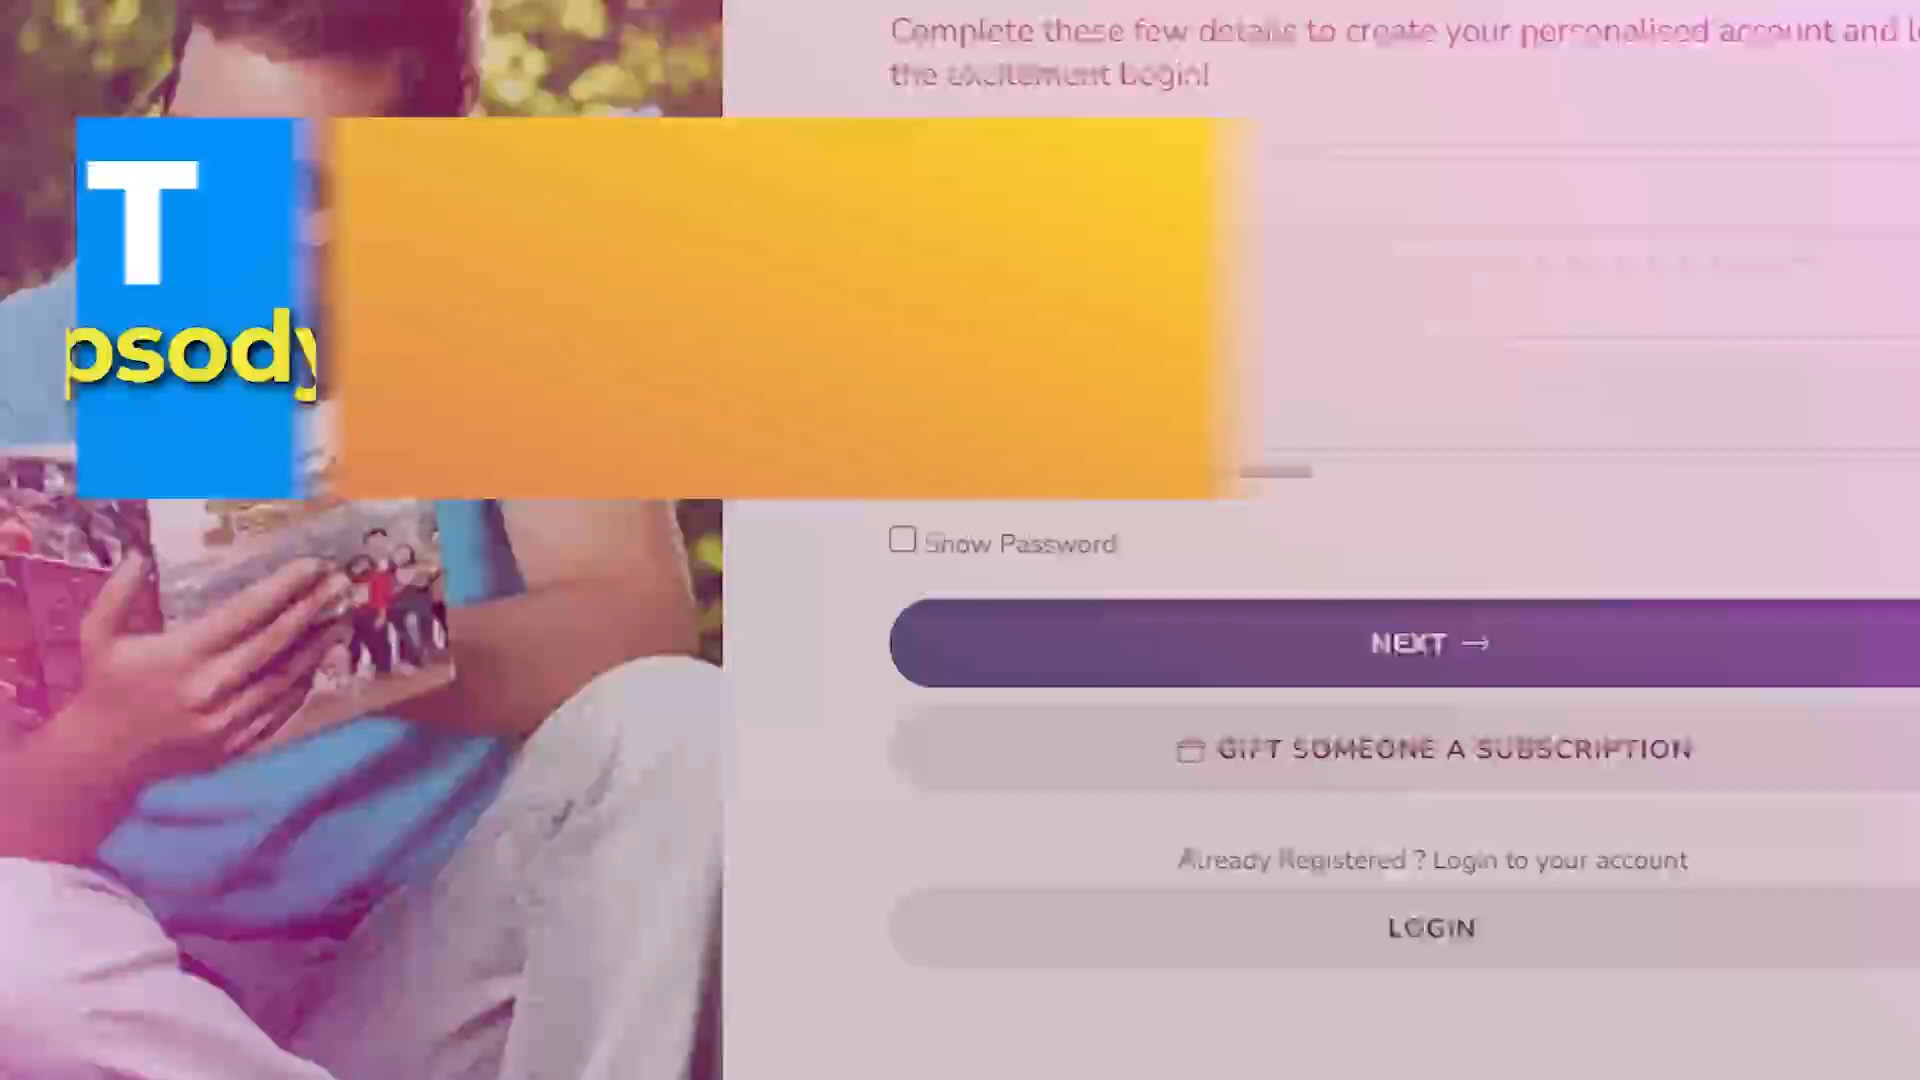 Complete these few details to create your personalised account and l
the excitement begin!
T
psody
Show Password
NEXT →
GIFT SOMEONE A SUBSCRIPTION
Already Registered ? Login to your account
LOGIN